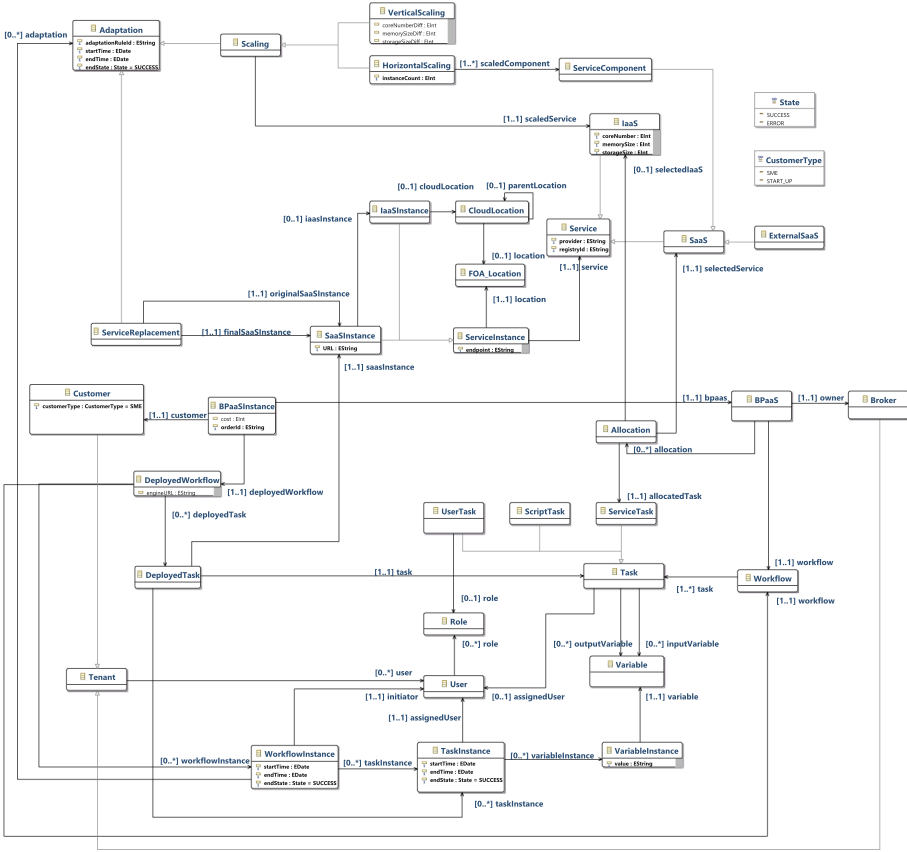 VerticalScaling
coreNumberDiff : EInt
memorySizeDiff : EInt
storageSizeDiff : EInt
[0..*] adaptation
Adaptation
adaptationRuleId : EString
startTime : EDate
endTime : EDate
endState : State = SUCCESS
Scaling
HorizontalScaling
instanceCount : EInt
[1..*] scaledComponent
ServiceComponent
State
SUCCESS
ERROR
[1..1] scaledService
IaaS
coreNumber : EInt
memorySize : EInt
storageSize : EInt
CustomerType
SME
START_UP
[0..1] selectedIaaS
[0..1] cloudLocation
[0..1] parentLocation
[0..1] iaasInstance
IaaSInstance
CloudLocation
Service
provider : EString
registryId : EString
SaaS
ExternalSaaS
[0..1] location
[1..1] service
[1..1] selectedService
FOA_Location
[1..1] originalSaaSInstance
[1..1] location
ServiceReplacement
[1..1] finalSaaSInstance
SaaSInstance
URL : EString
ServiceInstance
endpoint : EString
[1..1] saasInstance
Customer
customerType : CustomerType = SME
[1..1] customer
BPaaSInstance
cost : EInt
orderId : EString
[1..1] bpaas
BPaaS
[1..1] owner
Broker
Allocation
[0..*] allocation
DeployedWorkflow
engineURL : EString
[1..1] deployedWorkflow
[1..1] allocatedTask
[0..*] deployedTask
UserTask
ScriptTask
ServiceTask
[1..1] workflow
DeployedTask
[1..1] task
Task
[1..*] task
Workflow
[1..1] workflow
[0..1] role
Role
[0..*] role
[0..*] outputVariable
[0..*] inputVariable
Variable
Tenant
[0..*] user
User
[1..1] initiator
[0..1] assignedUser
[1..1] variable
[1..1] assignedUser
[0..*] workflowInstance
WorkflowInstance
startTime : EDate
endTime : EDate
endState : State = SUCCESS
[0..*] taskInstance
TaskInstance
startTime : EDate
endTime : EDate
endState : State = SUCCESS
[0..*] variableInstance
VariableInstance
value : EString
[0..*] taskInstance